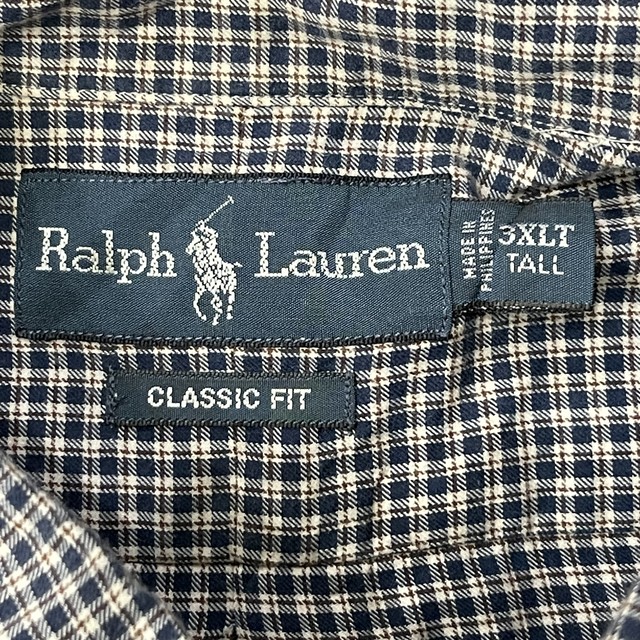 Ralph Lauren
MADE IN
PHILIPPINES
3XLT
TALL
CLASSIC FIT